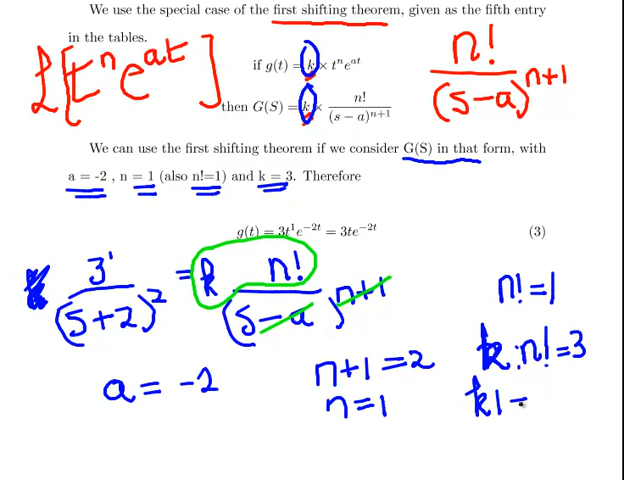 We use the special case of the first shifting theorem, given as the fifth entry
in the tables.
£[tⁿeᵃᵗ]
if g(t) = k × tⁿeᵃᵗ
then G(S) = k × n!/(s − a)ⁿ⁺¹
n!/(s-a)ⁿ⁺¹
We can use the first shifting theorem if we consider G(S) in that form, with
a = -2 , n = 1 (also n!=1) and k = 3. Therefore
g(t) = 3t¹e⁻²ᵗ = 3te⁻²ᵗ (3)
3/(s+2)² = k n!/(s-a)ⁿ⁺¹
n! = 1
a = -2
n+1 = 2
k.n! = 3
n = 1
k1 =